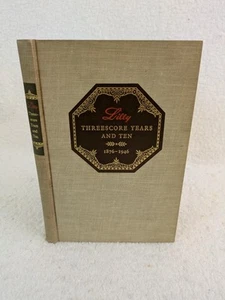 Lilly
THREESCORE YEARS
AND TEN
1876-1946